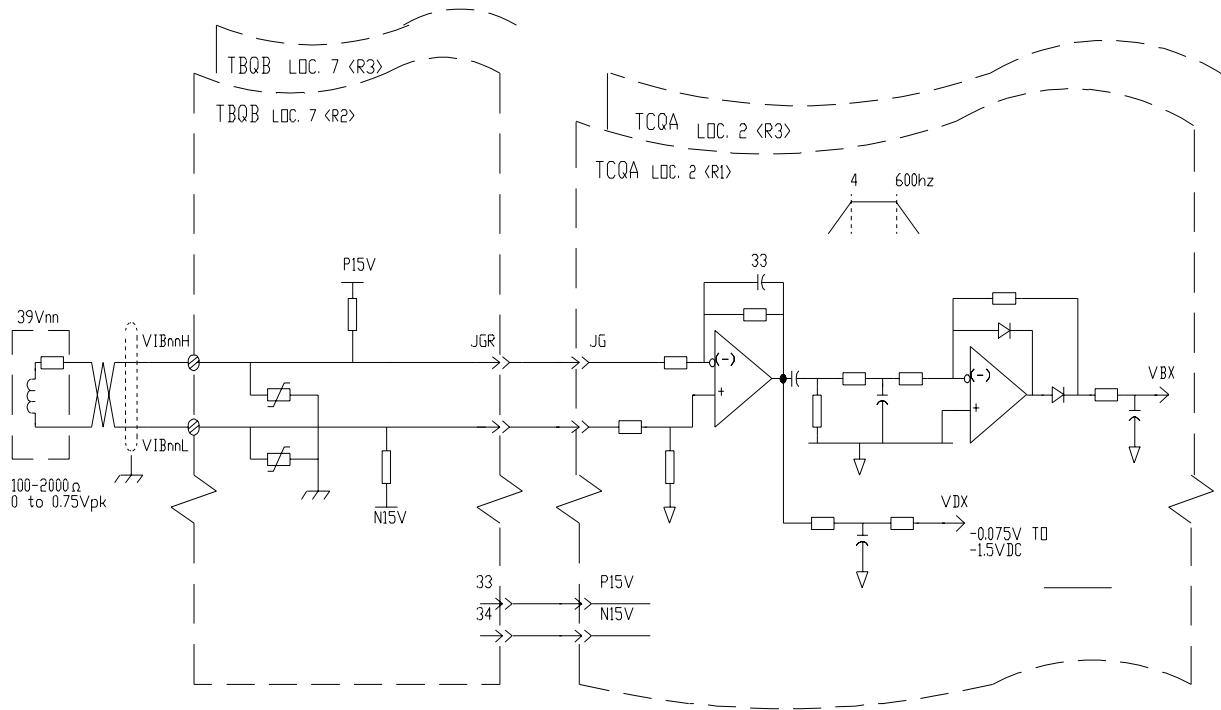 TBQB LOC. 7 <R3>
TBQB LOC. 7 <R2>
TCQA LOC. 2 <R3>
TCQA LOC. 2 <R1>
4 600hz
P15V
33
39Vnn
VIBnnH
JGR
JG
(-)
(-)
VBX
+
+
VIBnnL
100-2000Ω
0 to 0.75Vpk
N15V
VDX
-0.075V TO
-1.5VDC
33
P15V
34
N15V